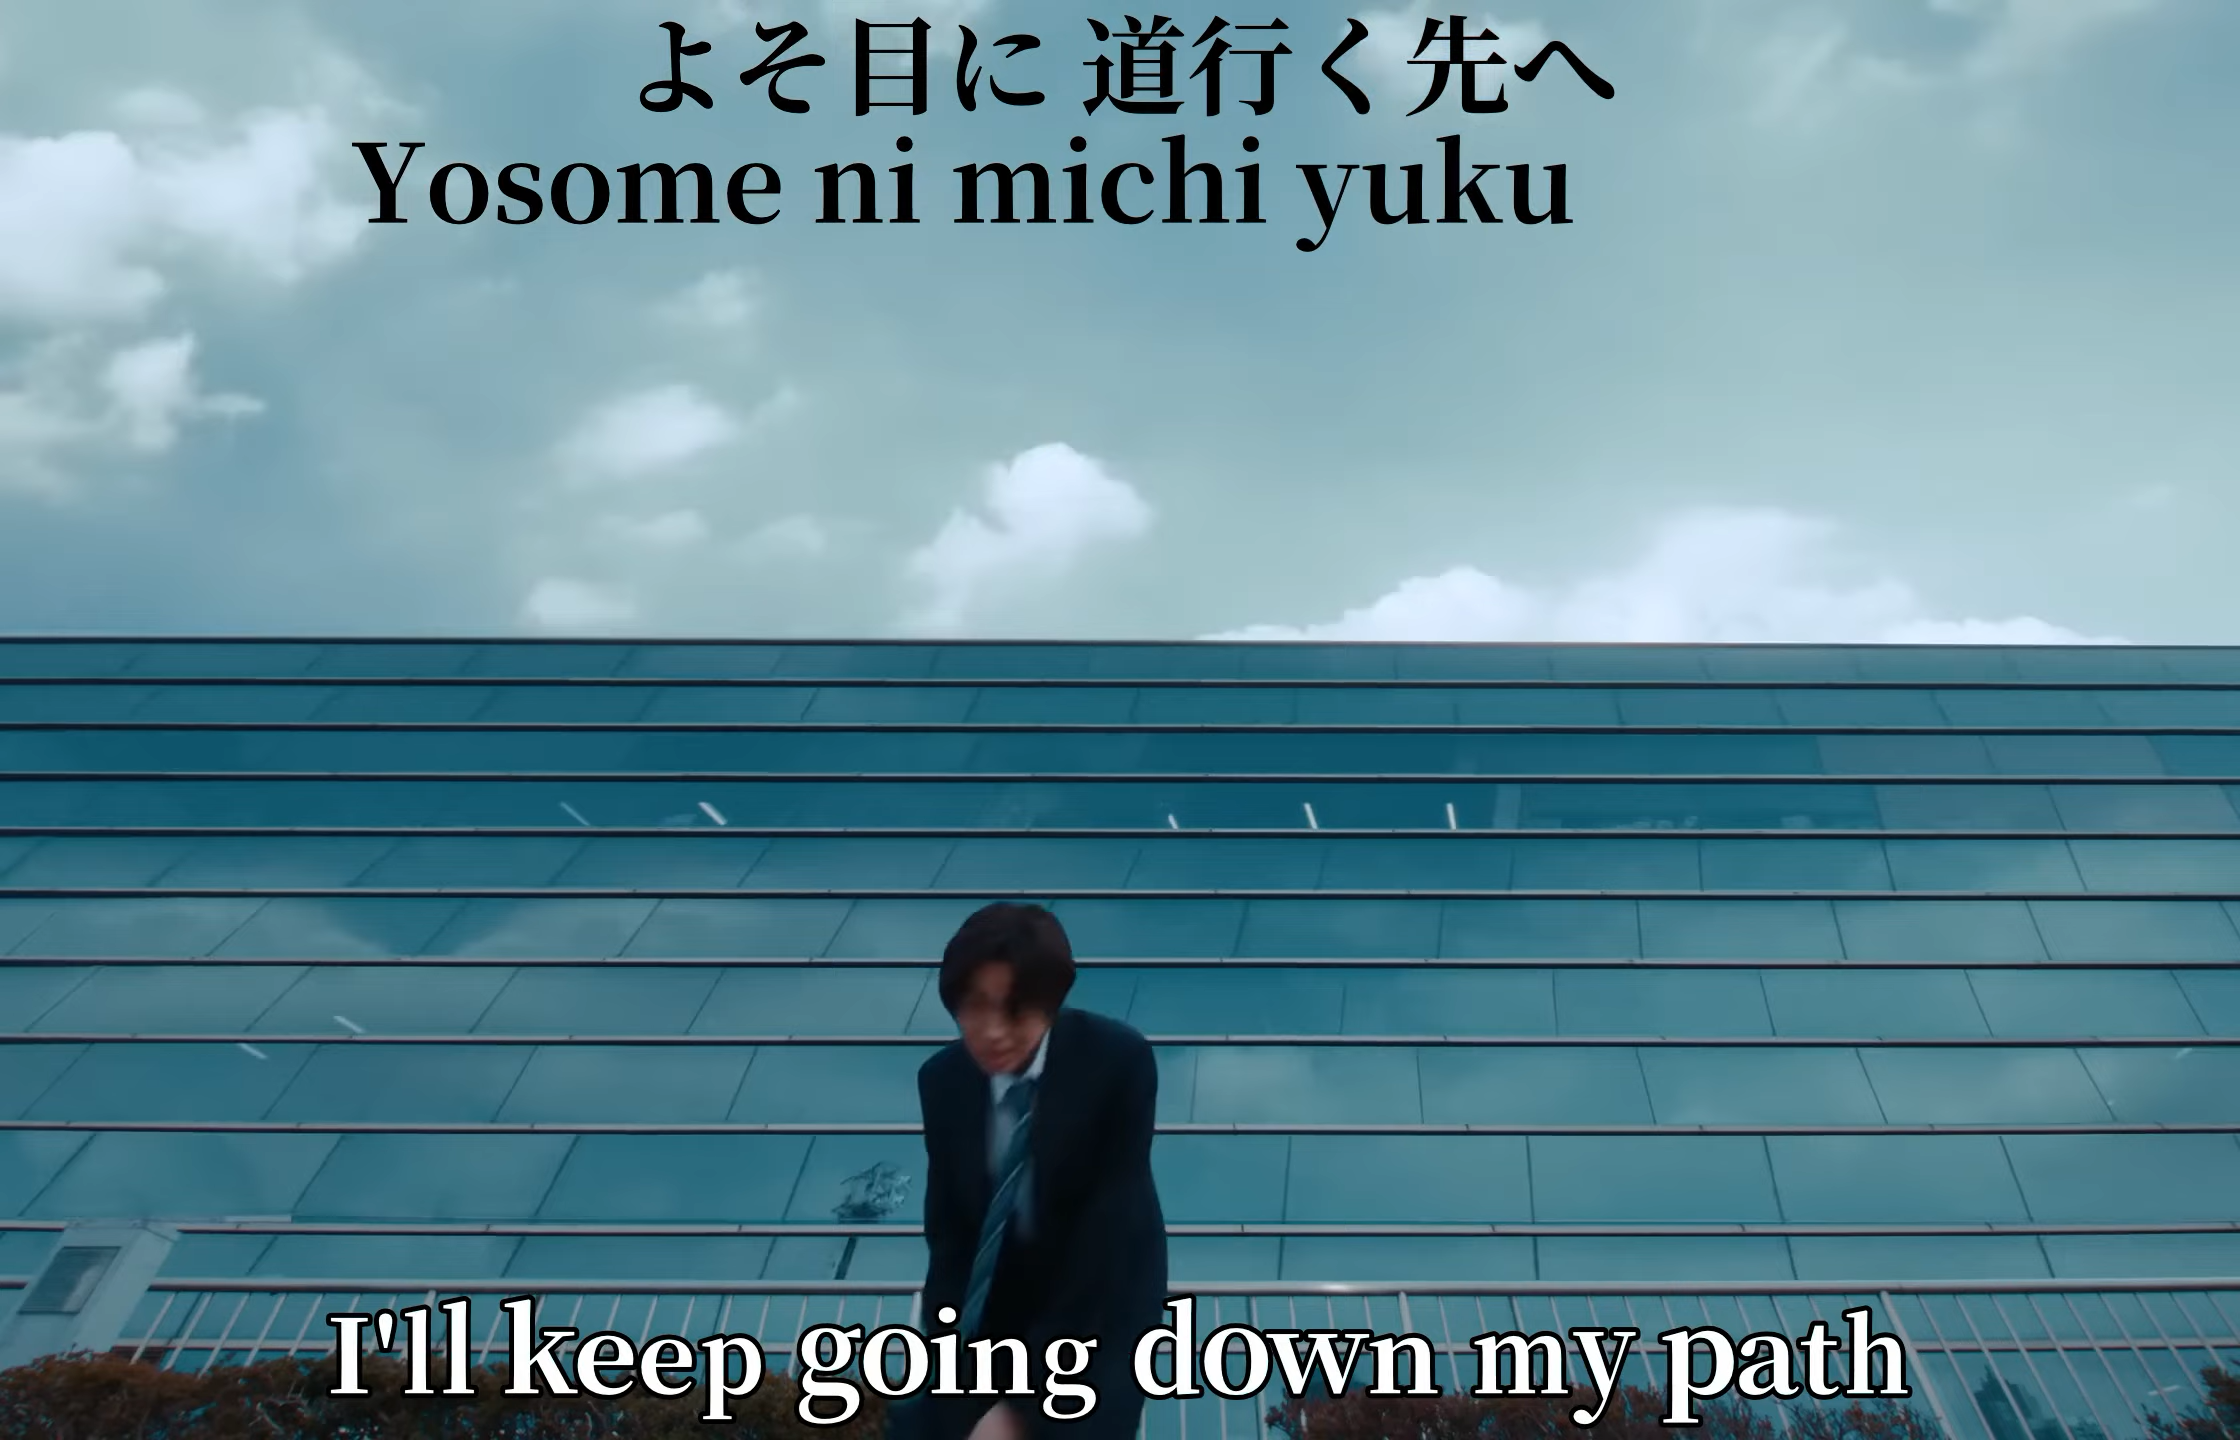 よそ目に 道行く先へ
Yosome ni michi yuku
I'll keep going down my path